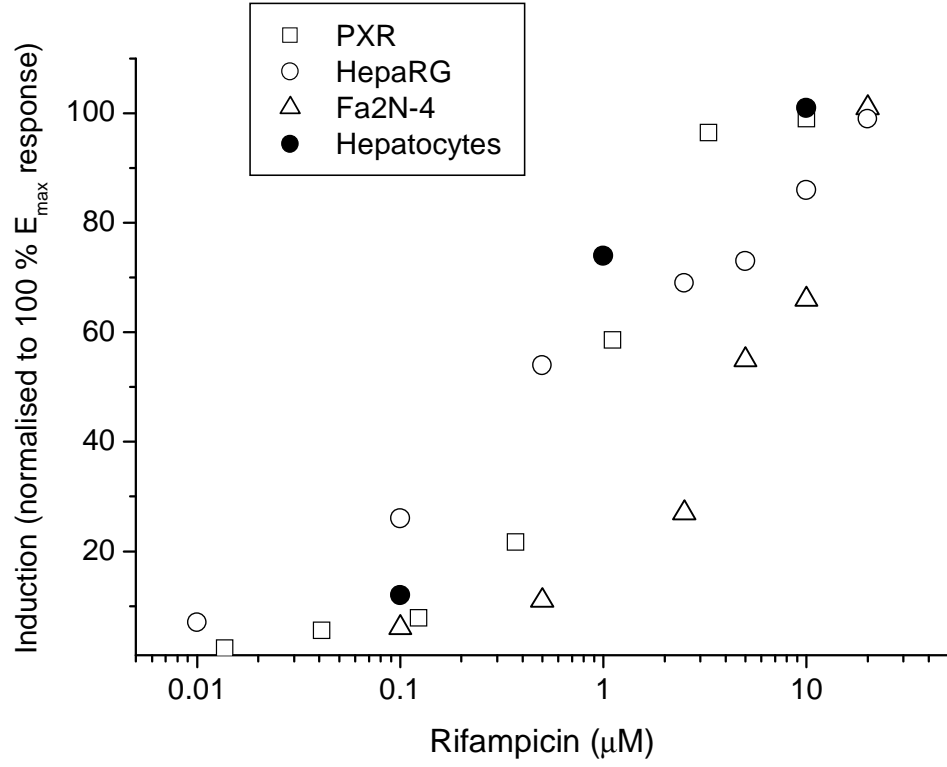 PXR
HepaRG
Fa2N-4
Hepatocytes
Induction (normalised to 100 % Emax response)
100
80
60
40
20
0.01 0.1 1 10
Rifampicin (μM)